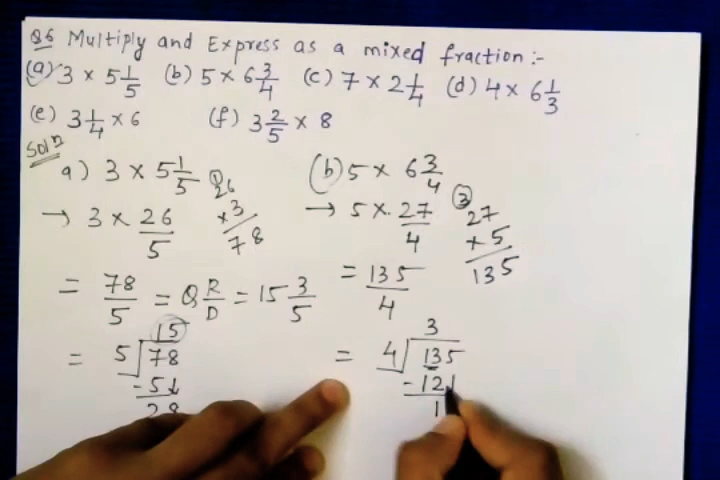 Q6 Multiply and Express as a mixed fraction :-
(a) 3 × 5 1/5 (b) 5 × 6 3/4 (c) 7 × 2 1/4 (d) 4 × 6 1/3
(e) 3 1/4 × 6 (f) 3 2/5 × 8
Solⁿ
a) 3 × 5 1/5
→ 3 × 26/5
1
26
×3
78
= 78/5 = Q R/D = 15 3/5
=
15
5 78
-5↓
28
(b) 5 × 6 3/4
→ 5 × 27/4
3
27
×5
135
= 135/4
=
3
4 135
-12↓
1